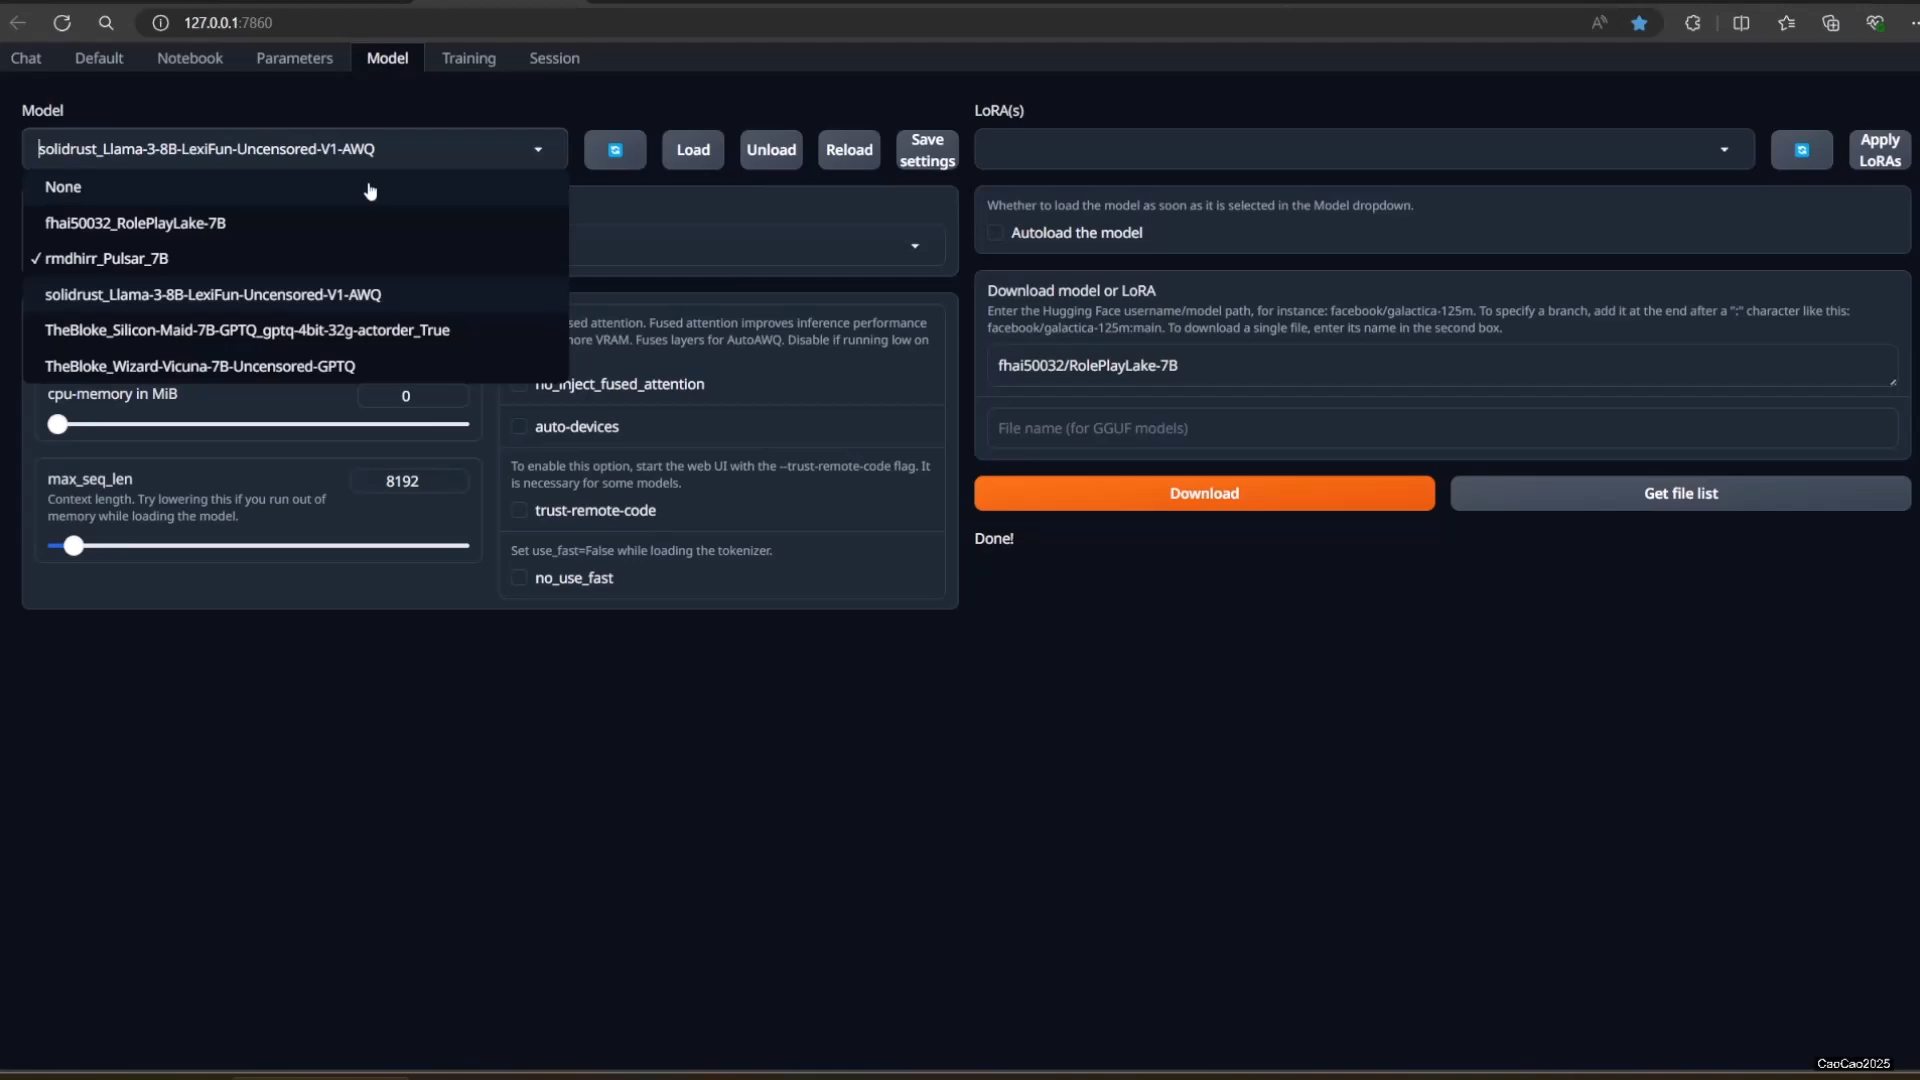 127.0.0.1:7860
Chat
Default
Notebook
Parameters
Model
Training
Session
Model
solidrust_Llama-3-8B-LexiFun-Uncensored-V1-AWQ
Load
Unload
Reload
Save
settings
None
fhai50032_RolePlayLake-7B
✓ rmdhirr_Pulsar_7B
solidrust_Llama-3-8B-LexiFun-Uncensored-V1-AWQ
TheBloke_Silicon-Maid-7B-GPTQ_gptq-4bit-32g-actorder_True
TheBloke_Wizard-Vicuna-7B-Uncensored-GPTQ
cpu-memory in MiB
0
max_seq_len
8192
Context length. Try lowering this if you run out of
memory while loading the model.
sed attention. Fused attention improves inference performance
more VRAM. Fuses layers for AutoAWQ. Disable if running low on
no_inject_fused_attention
auto-devices
To enable this option, start the web UI with the --trust-remote-code flag. It
is necessary for some models.
trust-remote-code
Set use_fast=False while loading the tokenizer.
no_use_fast
LoRA(s)
Apply
LoRAs
Whether to load the model as soon as it is selected in the Model dropdown.
Autoload the model
Download model or LoRA
Enter the Hugging Face username/model path, for instance: facebook/galactica-125m. To specify a branch, add it at the end after a ":" character like this:
facebook/galactica-125m:main. To download a single file, enter its name in the second box.
fhai50032/RolePlayLake-7B
File name (for GGUF models)
Download
Get file list
Done!
CaoCao2025